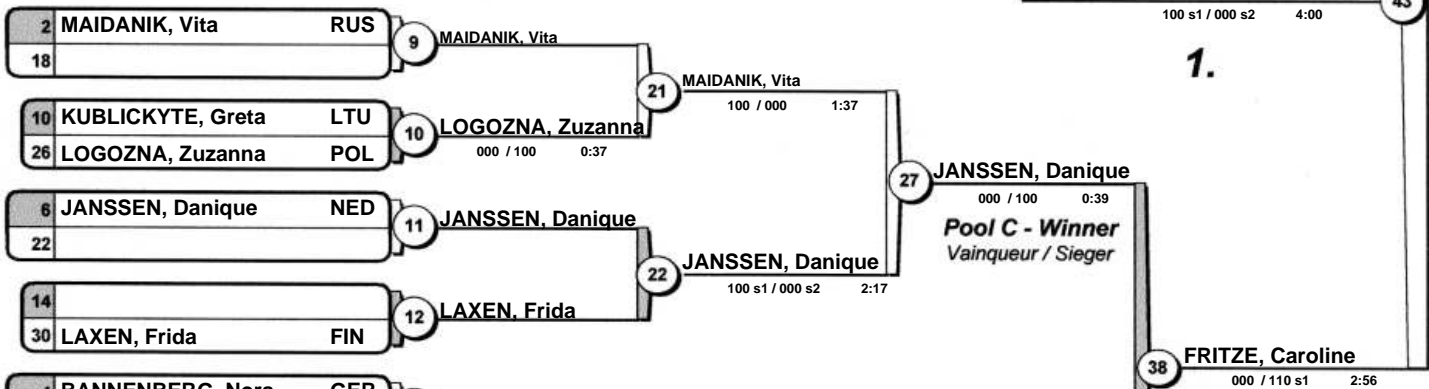 43
100 s1 / 000 s2 4:00
1.
2 MAIDANIK, Vita RUS
18
9 MAIDANIK, Vita
21 MAIDANIK, Vita
100 / 000 1:37
10 KUBLICKYTE, Greta LTU
26 LOGOZNA, Zuzanna POL
10 LOGOZNA, Zuzanna
000 / 100 0:37
27 JANSSEN, Danique
000 / 100 0:39
Pool C - Winner
Vainqueur / Sieger
6 JANSSEN, Danique NED
22
11 JANSSEN, Danique
22 JANSSEN, Danique
100 s1 / 000 s2 2:17
14
30 LAXEN, Frida FIN
12 LAXEN, Frida
38 FRITZE, Caroline
000 / 110 s1 2:56
RANNENBERG, Nora GER